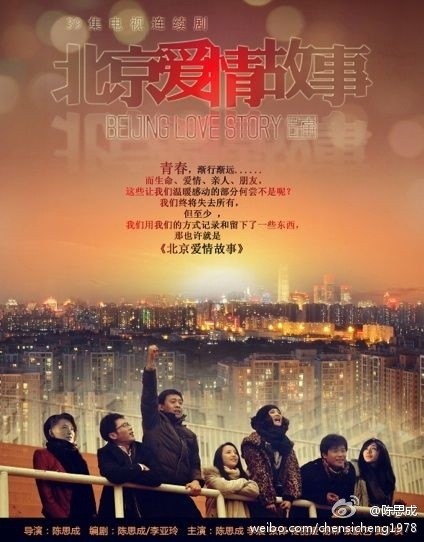 39集电视连续剧
北京爱情故事
BEIJING LOVE STORY
青春，渐行渐远......
而生命、爱情、亲人、朋友，
这些让我们温暖感动的部分何尝不是呢?
我们终将失去所有，
但至少，
我们用我们的方式记录和留下了一些东西，
那也许就是
《北京爱情故事》
@陈思成
导演：陈思成 编剧：陈思成/李亚玲 主演：陈思成
weibo.com/chensicheng1978